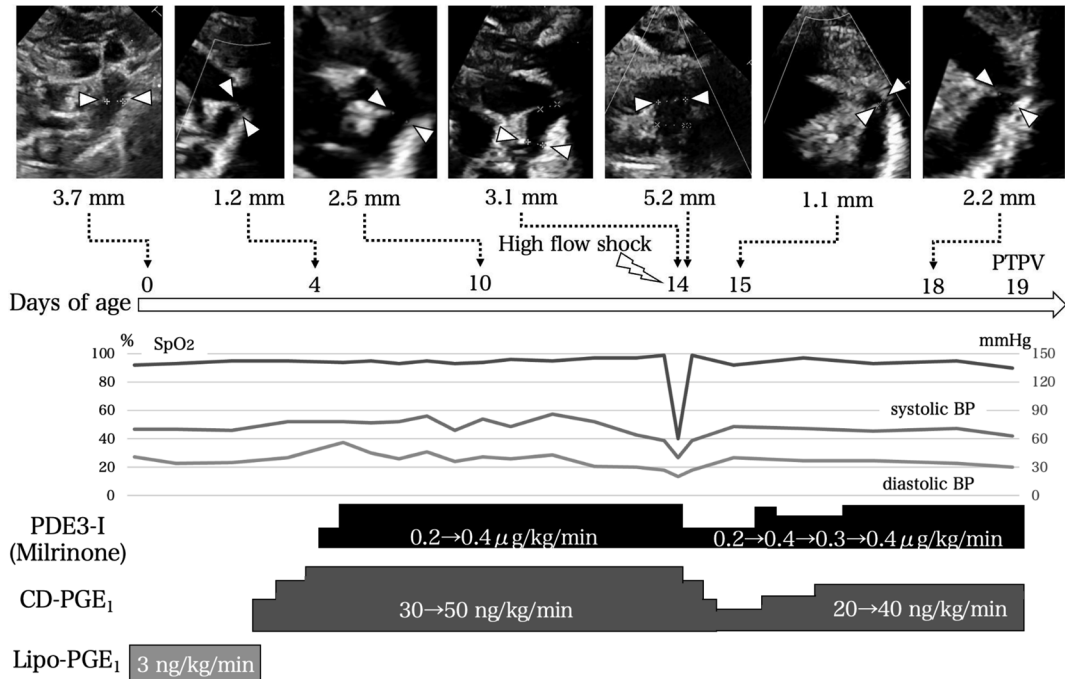 3.7 mm 1.2 mm 2.5 mm 3.1 mm 5.2 mm 1.1 mm 2.2 mm
High flow shock
PTPV
0 4 10 14 15 18 19
Days of age
% SpO2 mmHg
100 150
80 120
60 systolic BP 90
40 60
20 30
0 diastolic BP 0
PDE3-I
(Milrinone)
0.2→0.4μg/kg/min 0.2→0.4→0.3→0.4μg/kg/min
CD-PGE₁
30→50 ng/kg/min 20→40 ng/kg/min
Lipo-PGE₁ 3 ng/kg/min